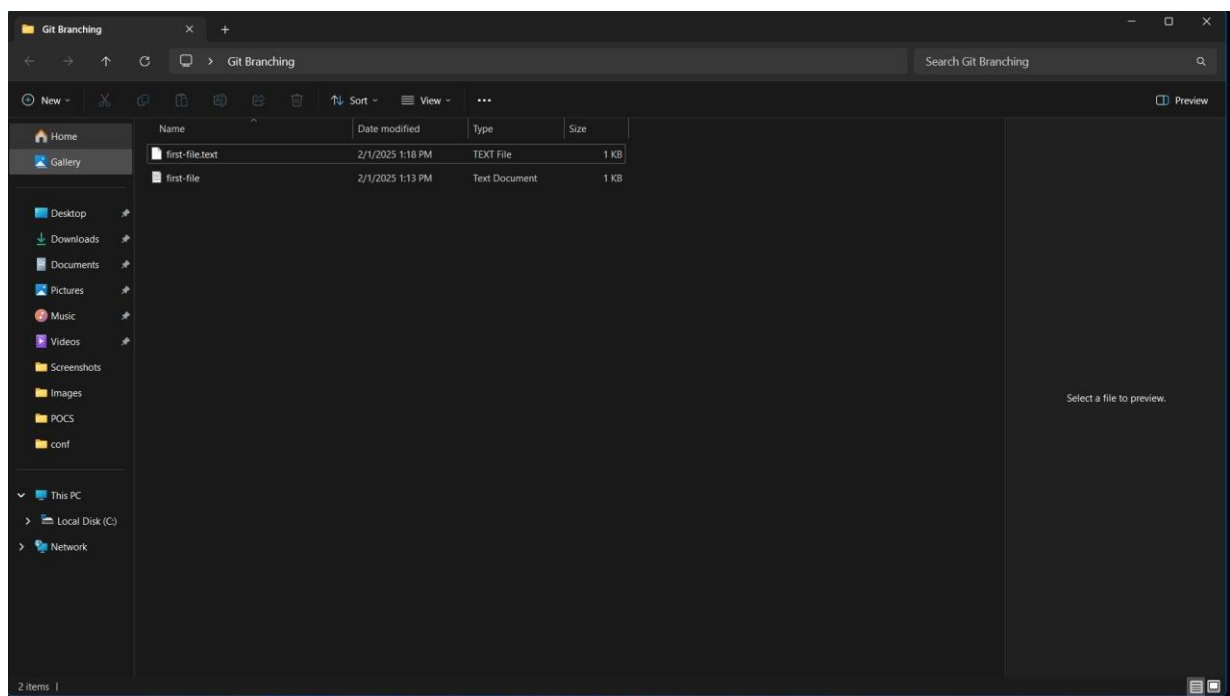 Git Branching
Git Branching
Search Git Branching
New
Sort
View
Preview
Home
Gallery
Desktop
Downloads
Documents
Pictures
Music
Videos
Screenshots
Images
POCS
conf
This PC
Local Disk (C:)
Network
Name Date modified Type Size
first-file.text 2/1/2025 1:18 PM TEXT File 1 KB
first-file 2/1/2025 1:13 PM Text Document 1 KB
Select a file to preview.
2 items